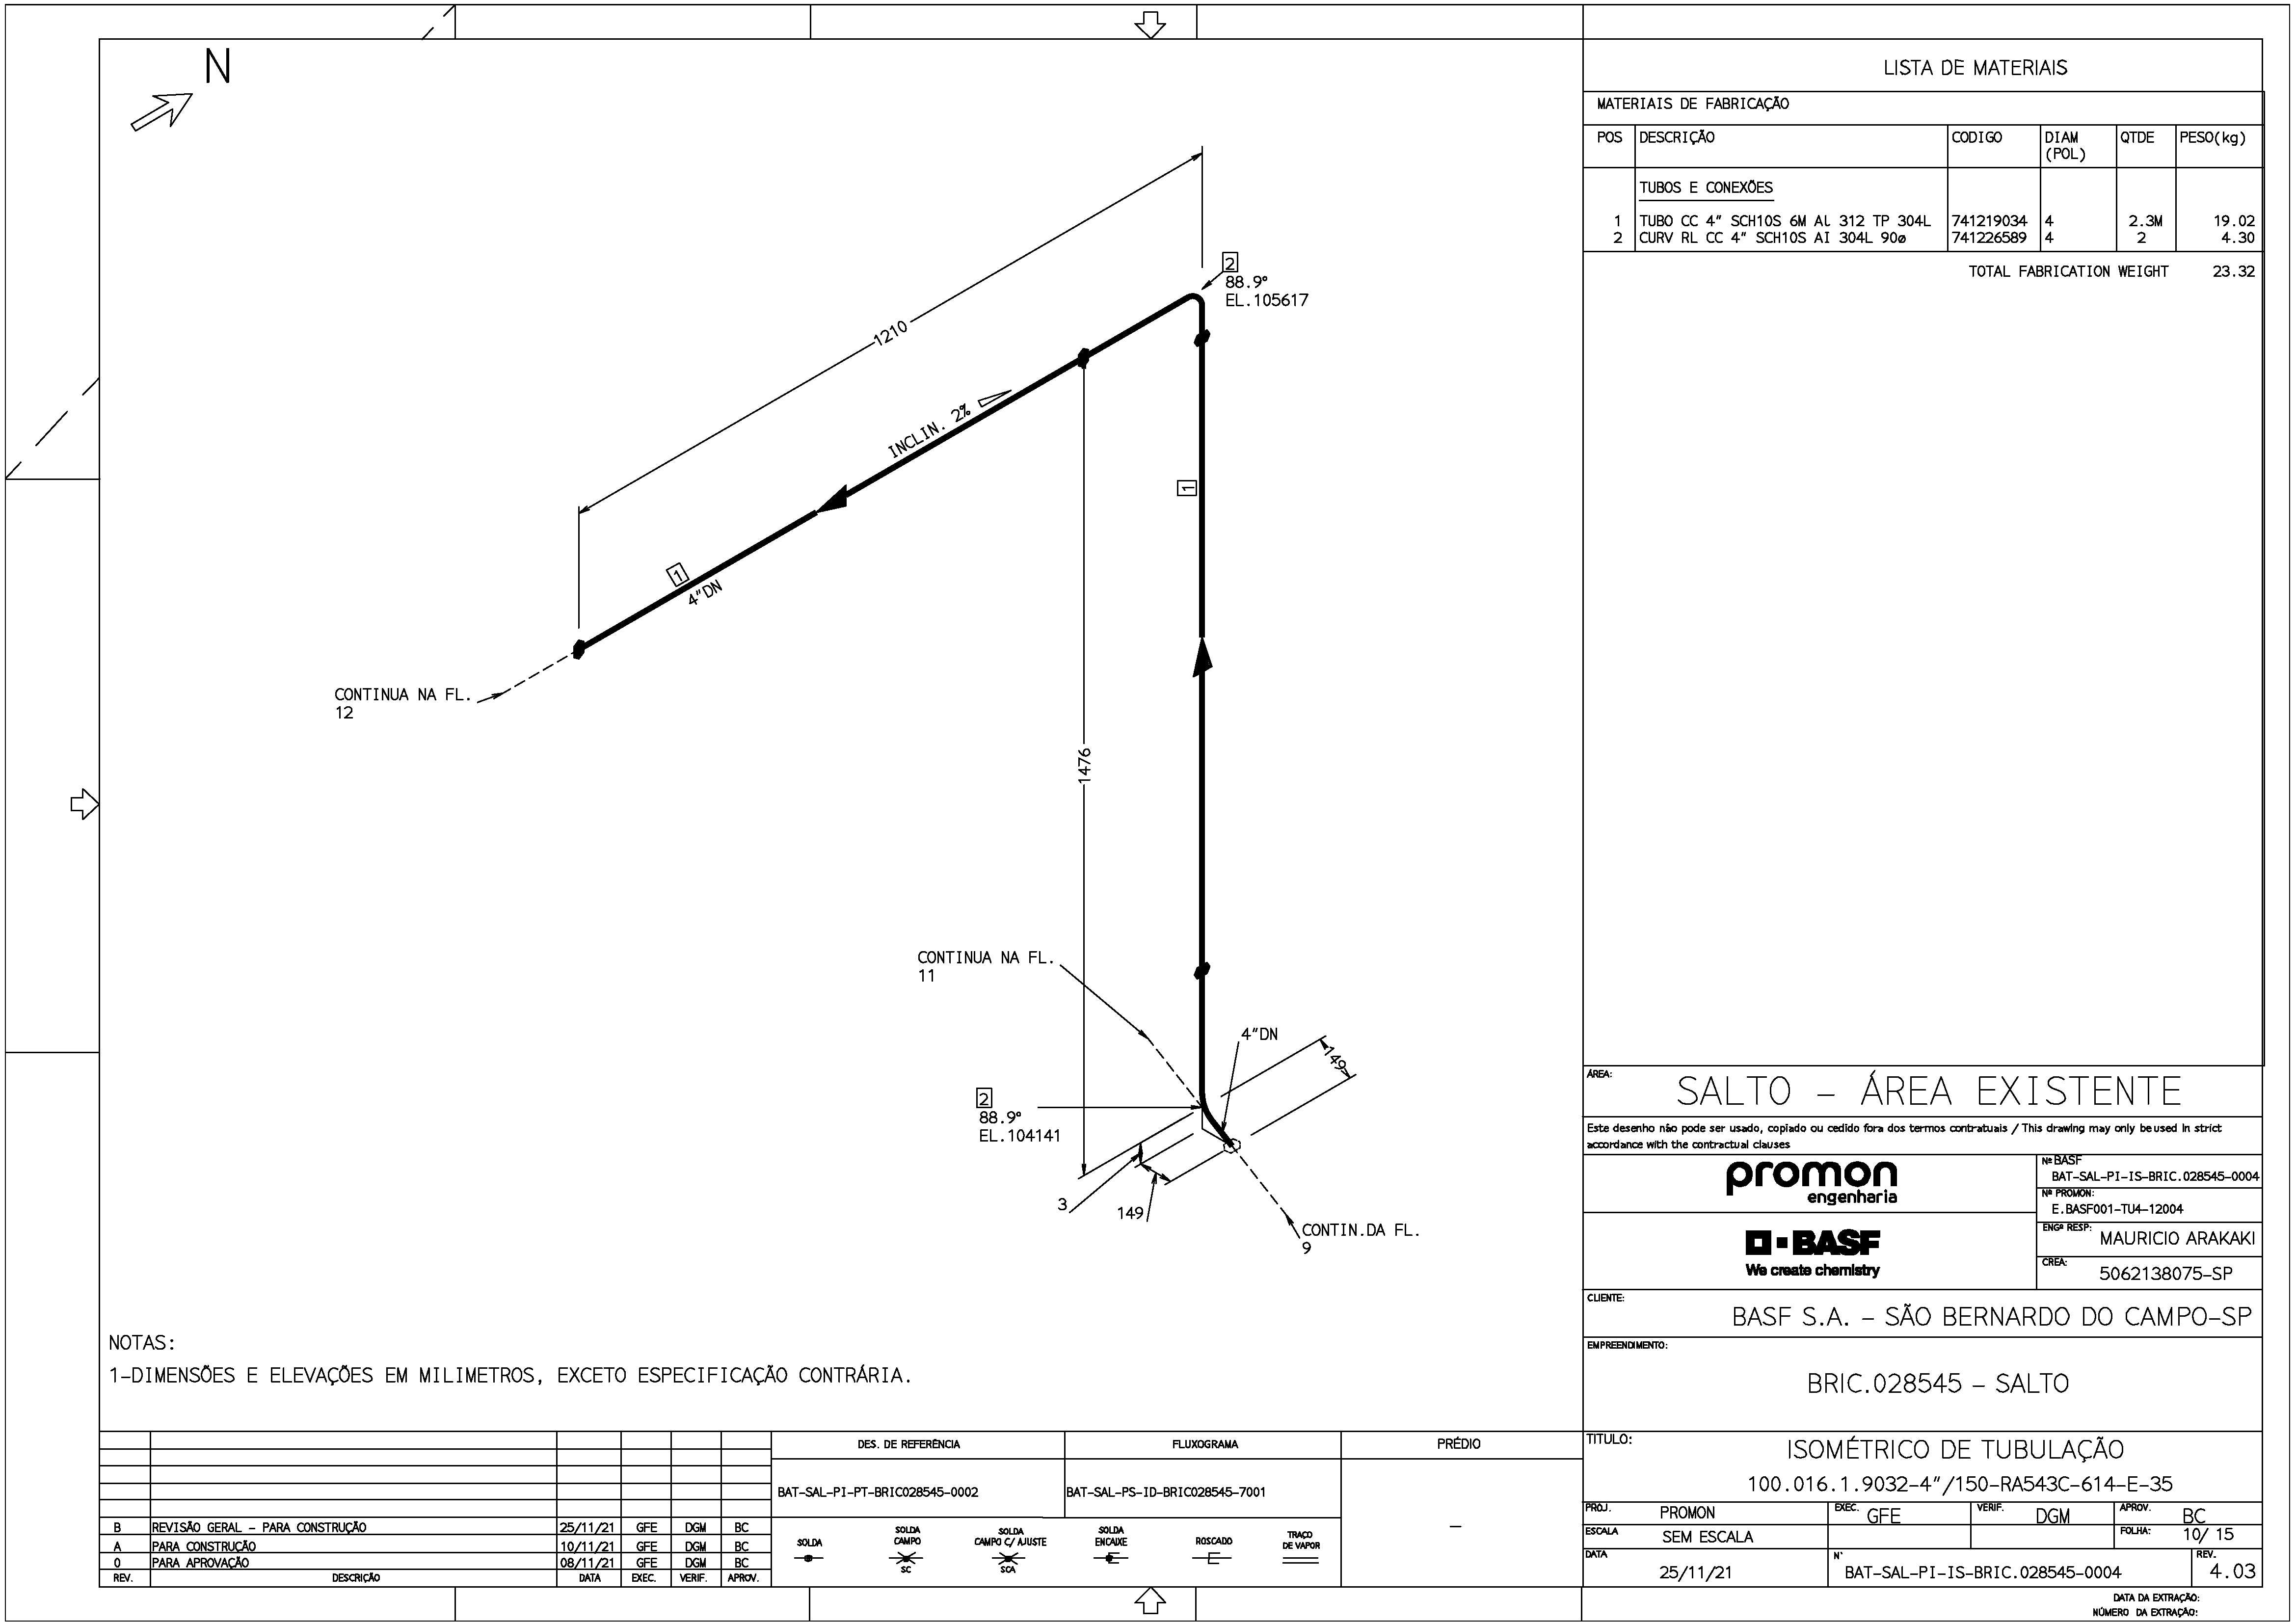 N
1210
2
88.9°
EL.105617
INCLIN. 2%
1
1
4"DN
CONTINUA NA FL.
12
1476
CONTINUA NA FL.
11
4"DN
149
2
88.9°
EL.104141
3
149
CONTIN.DA FL.
9
NOTAS:
1-DIMENSÕES E ELEVAÇÕES EM MILIMETROS, EXCETO ESPECIFICAÇÃO CONTRÁRIA.
LISTA DE MATERIAIS
MATERIAIS DE FABRICAÇÃO
POS DESCRIÇÃO CODIGO DIAM (POL) QTDE PESO(kg)
TUBOS E CONEXÕES
1 TUBO CC 4" SCH10S 6M Al 312 TP 304L 741219034 4 2.3M 19.02
2 CURV RL CC 4" SCH10S AI 304L 90ø 741226589 4 2 4.30
TOTAL FABRICATION WEIGHT 23.32
ÁREA:
SALTO - ÁREA EXISTENTE
Este desenho não pode ser usado, copiado ou cedido fora dos termos contratuais / This drawing may only be used in strict
accordance with the contractual clauses
promon
engenharia
BASF
We create chemistry
Nº BASF
BAT-SAL-PI-IS-BRIC.028545-0004
Nº PROMON:
E.BASF001-TU4-12004
ENGº RESP:
MAURICIO ARAKAKI
CREA:
5062138075-SP
CLIENTE:
BASF S.A. - SÃO BERNARDO DO CAMPO-SP
EMPREENDIMENTO:
BRIC.028545 - SALTO
TITULO:
ISOMÉTRICO DE TUBULAÇÃO
100.016.1.9032-4"/150-RA543C-614-E-35
PROJ. PROMON EXEC. GFE VERIF. DGM APROV. BC
ESCALA SEM ESCALA FOLHA: 10/ 15
DATA 25/11/21 N° BAT-SAL-PI-IS-BRIC.028545-0004 REV. 4.03
DATA DA EXTRAÇÃO:
NÚMERO DA EXTRAÇÃO:
B REVISÃO GERAL - PARA CONSTRUÇÃO 25/11/21 GFE DGM BC
A PARA CONSTRUÇÃO 10/11/21 GFE DGM BC
0 PARA APROVAÇÃO 08/11/21 GFE DGM BC
REV. DESCRIÇÃO DATA EXEC. VERIF. APROV.
DES. DE REFERÊNCIA FLUXOGRAMA PRÉDIO
BAT-SAL-PI-PT-BRIC028545-0002 BAT-SAL-PS-ID-BRIC028545-7001
-
SOLDA
SOLDA CAMPO
SC
SOLDA CAMPO C/ AJUSTE
SCA
SOLDA ENCAIXE
ROSCADO
TRAÇO DE VAPOR